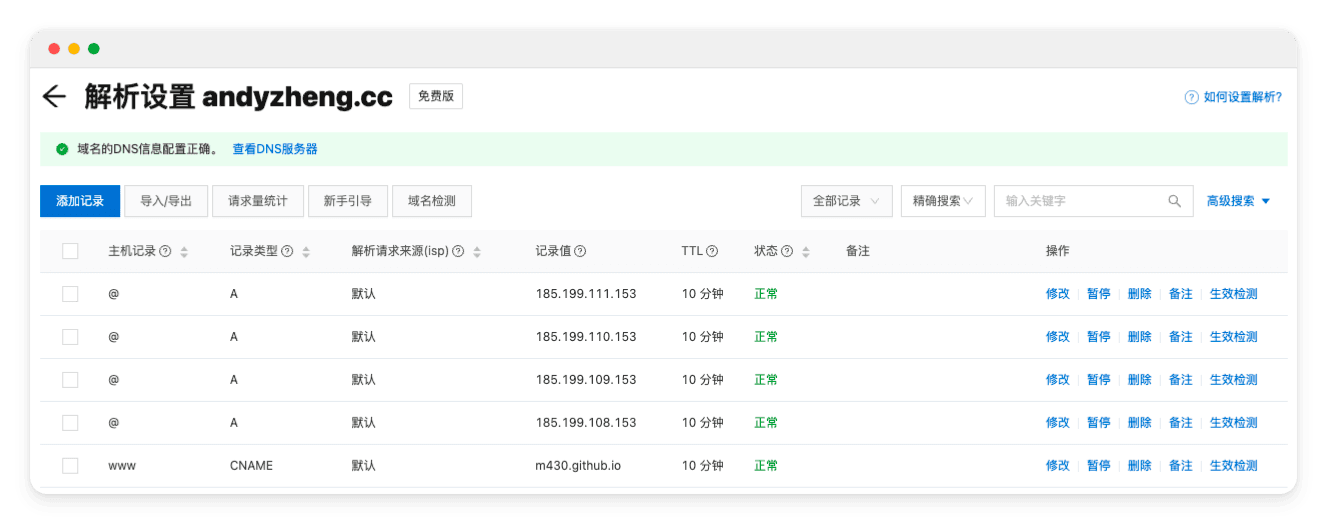 解析设置 andyzheng.cc 免费版 如何设置解析?
域名的DNS信息配置正确。 查看DNS服务器
添加记录 导入/导出 请求量统计 新手引导 域名检测 全部记录 精确搜索 输入关键字 高级搜索
主机记录 记录类型 解析请求来源(isp) 记录值 TTL 状态 备注 操作
@ A 默认 185.199.111.153 10 分钟 正常 修改 暂停 删除 备注 生效检测
@ A 默认 185.199.110.153 10 分钟 正常 修改 暂停 删除 备注 生效检测
@ A 默认 185.199.109.153 10 分钟 正常 修改 暂停 删除 备注 生效检测
@ A 默认 185.199.108.153 10 分钟 正常 修改 暂停 删除 备注 生效检测
www CNAME 默认 m430.github.io 10 分钟 正常 修改 暂停 删除 备注 生效检测